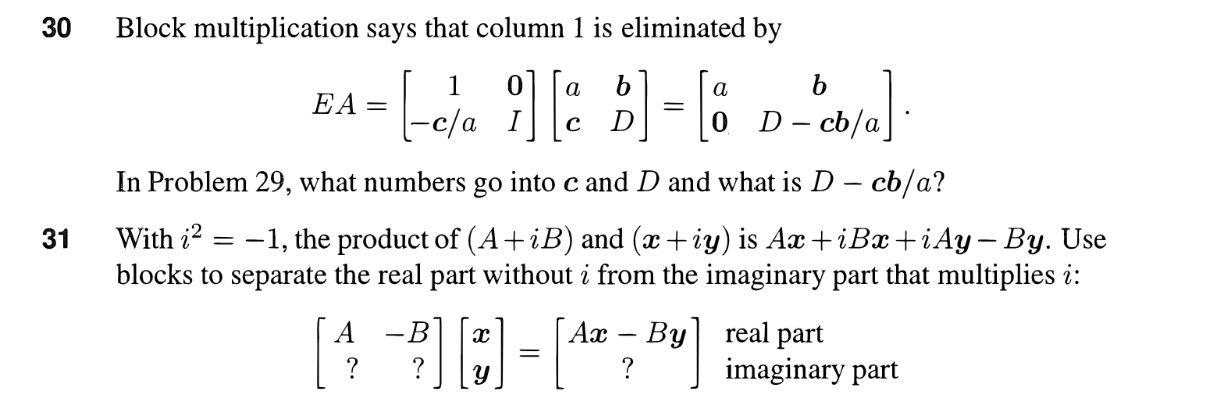 30 Block multiplication says that column 1 is eliminated by
EA = [1 0; −c/a I] [a b; c D] = [a b; 0 D − cb/a].
In Problem 29, what numbers go into c and D and what is D − cb/a?
31 With i² = −1, the product of (A+iB) and (x+iy) is Ax+iBx+iAy−By. Use
blocks to separate the real part without i from the imaginary part that multiplies i:
[A −B; ? ?] [x; y] = [Ax − By; ?] real part
imaginary part